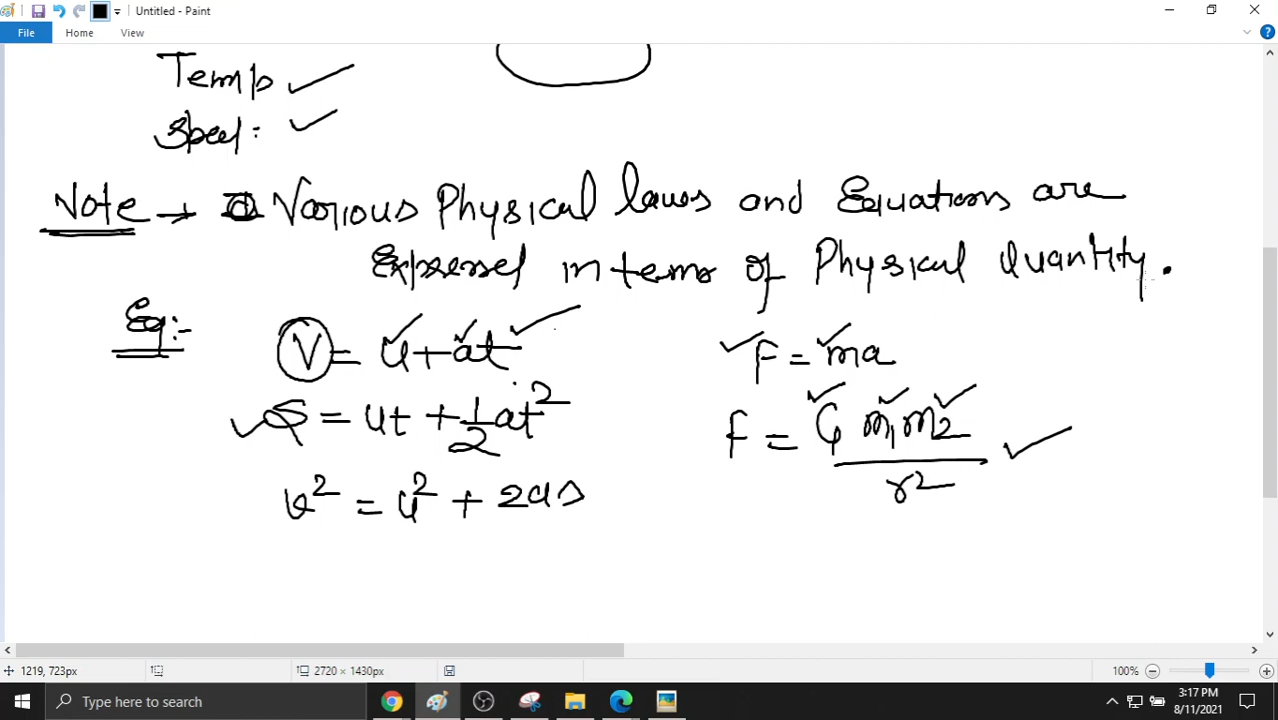 Untitled - Paint
File Home View
Temp ✓
Speed: ✓
Note → Various Physical laws and Equations are
Expressed in terms of Physical Quantity.
Eg:-
V = u + at
F = ma
S = ut + 1/2 at²
F = G m₁m₂ / r²
v² = u² + 2as
1219, 723px 2720 × 1430px 100%
Type here to search
3:17 PM
8/11/2021